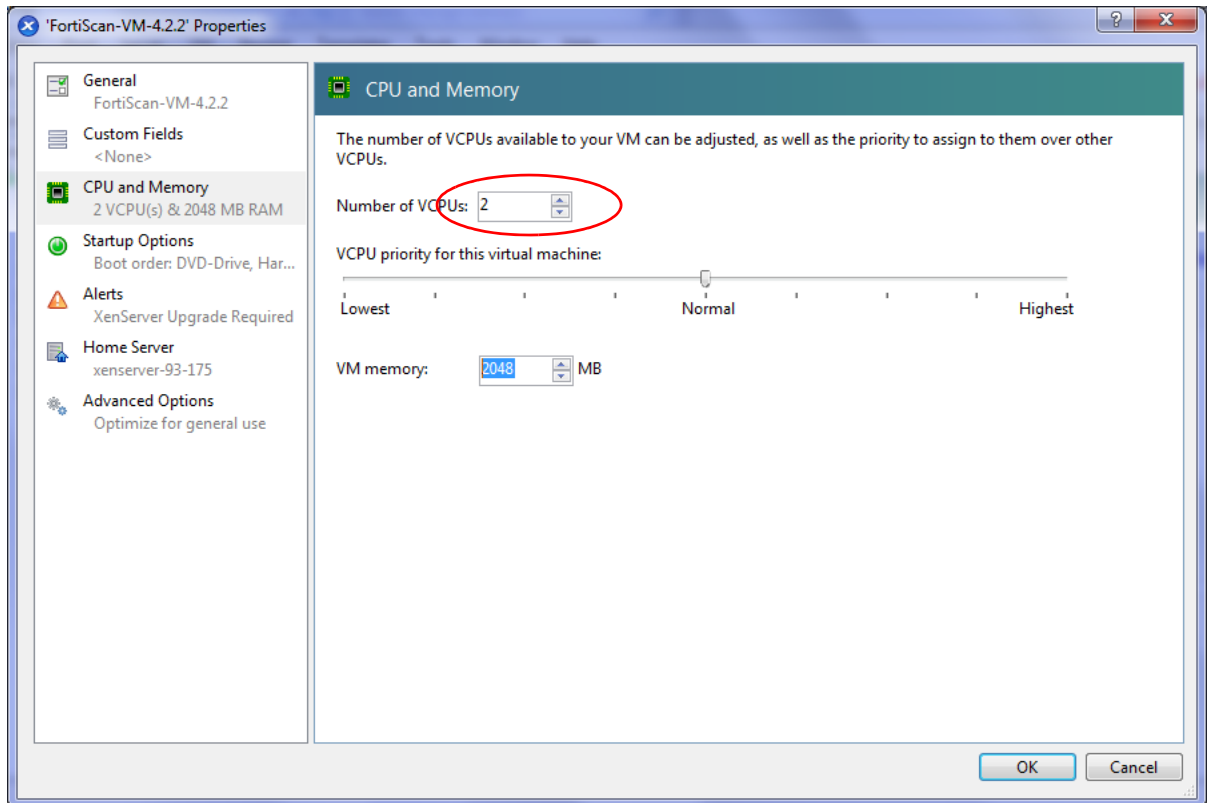 'FortiScan-VM-4.2.2' Properties
General
FortiScan-VM-4.2.2
Custom Fields
<None>
CPU and Memory
2 VCPU(s) & 2048 MB RAM
Startup Options
Boot order: DVD-Drive, Har...
Alerts
XenServer Upgrade Required
Home Server
xenserver-93-175
Advanced Options
Optimize for general use
CPU and Memory
The number of VCPUs available to your VM can be adjusted, as well as the priority to assign to them over other
VCPUs.
Number of VCPUs: 2
VCPU priority for this virtual machine:
Lowest Normal Highest
VM memory: 2048 MB
OK Cancel